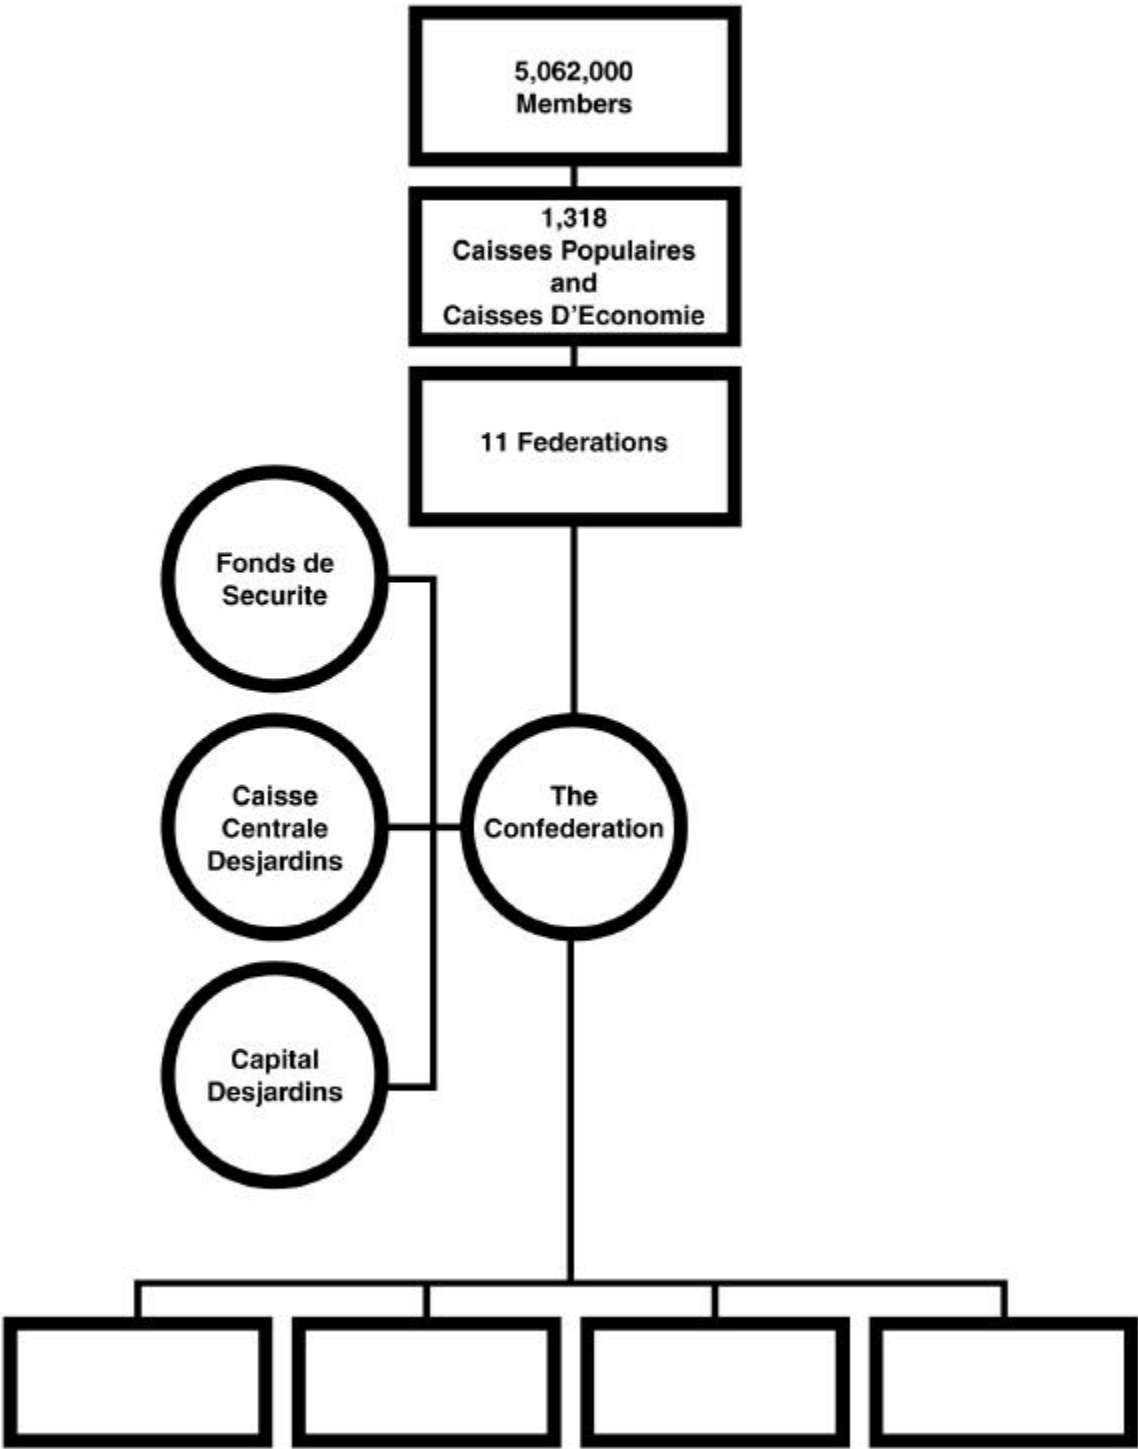 5,062,000
Members
1,318
Caisses Populaires
and
Caisses D'Economie
11 Federations
Fonds de
Securite
Caisse
Centrale
Desjardins
The
Confederation
Capital
Desjardins